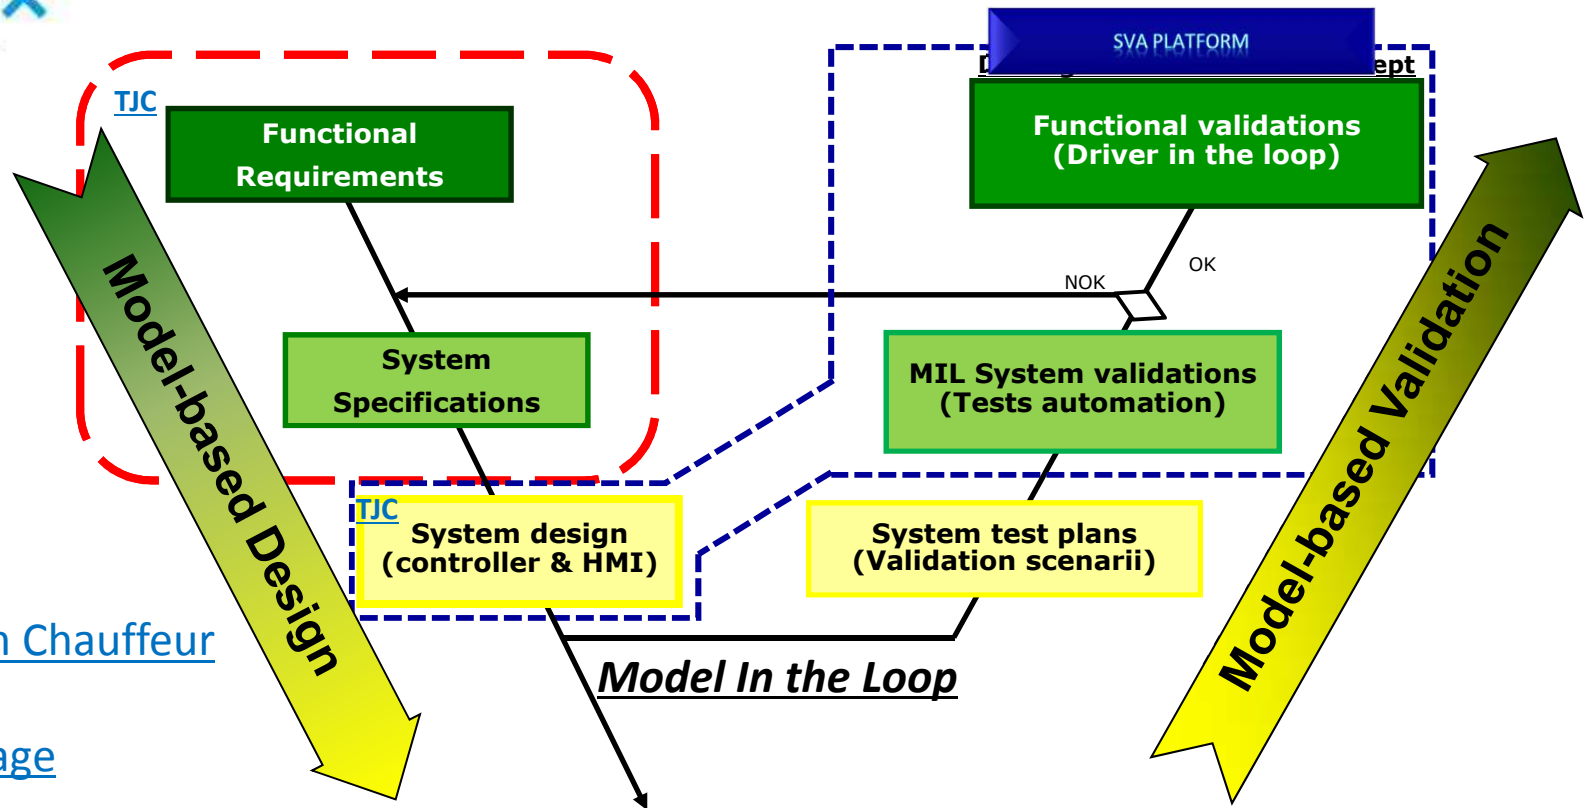 SVA PLATFORM
TJC
Functional
Requirements
Functional validations
(Driver in the loop)
OK
NOK
System
Specifications
MIL System validations
(Tests automation)
TJC
System design
(controller & HMI)
System test plans
(Validation scenarii)
Model-based Design
Model-based Validation
Chauffeur
Model In the Loop